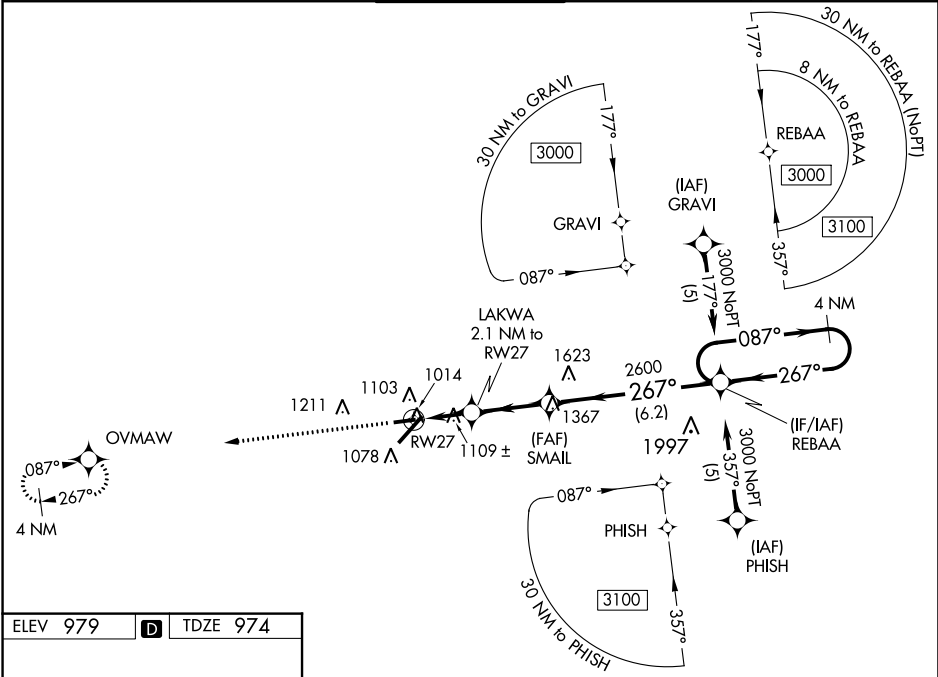 30 NM to REBAA (NoPT)
177°
8 NM to REBAA
REBAA
3000
3100
357°
30 NM to GRAVI
177°
3000
GRAVI
087°
(IAF)
GRAVI
3000 NoPT
177°
(5)
4 NM
087°
267°
LAKWA
2.1 NM to
RW27
1623
2600
267°
(6.2)
1367
(IF/IAF)
REBAA
1014
1103
1211
RW27
1109 ±
(FAF)
SMAIL
1078
1997
OVMAW
087°
267°
4 NM
3000 NoPT
357°
(5)
(IAF)
PHISH
087°
PHISH
3100
357°
30 NM to PHISH
ELEV 979 D TDZE 974